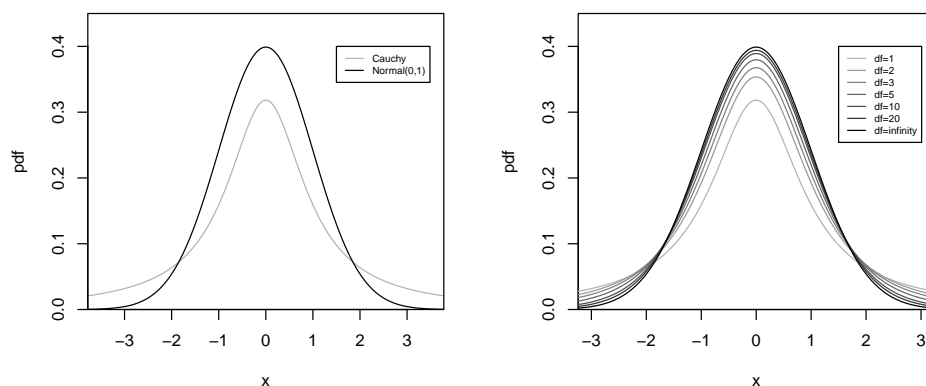 0.4
0.3
0.2
0.1
0.0
pdf
−3 −2 −1 0 1 2 3
x
Cauchy
Normal(0,1)
0.4
0.3
0.2
0.1
0.0
pdf
−3 −2 −1 0 1 2 3
x
df=1
df=2
df=3
df=5
df=10
df=20
df=infinity